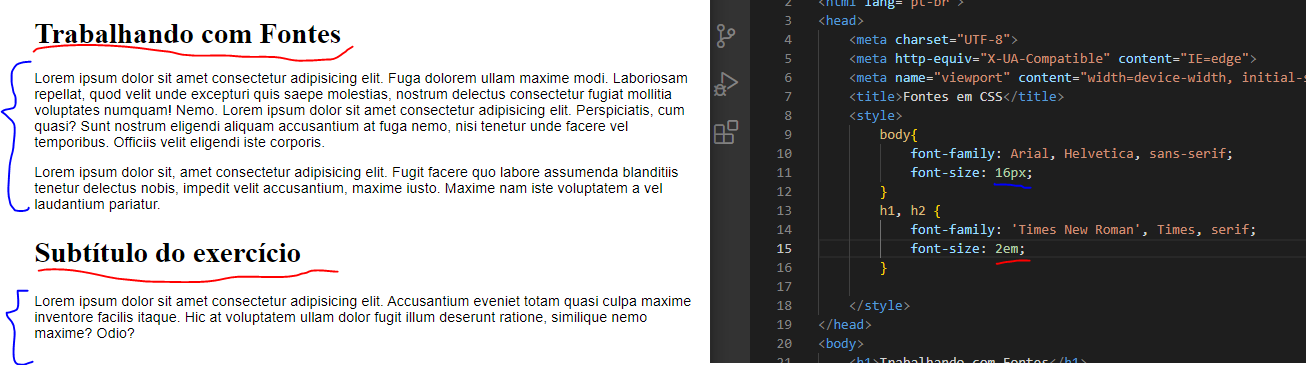 Trabalhando com Fontes
Lorem ipsum dolor sit amet consectetur adipisicing elit. Fuga dolorem ullam maxime modi. Laboriosam
repellat, quod velit unde excepturi quis saepe molestias, nostrum delectus consectetur fugiat mollitia
voluptates numquam! Nemo. Lorem ipsum dolor sit amet consectetur adipisicing elit. Perspiciatis, cum
quasi? Sunt nostrum eligendi aliquam accusantium at fuga nemo, nisi tenetur unde facere vel
temporibus. Officiis velit eligendi iste corporis.
Lorem ipsum dolor sit, amet consectetur adipisicing elit. Fugit facere quo labore assumenda blanditiis
tenetur delectus nobis, impedit velit accusantium, maxime iusto. Maxime nam iste voluptatem a vel
laudantium pariatur.
Subtítulo do exercício
Lorem ipsum dolor sit amet consectetur adipisicing elit. Accusantium eveniet totam quasi culpa maxime
inventore facilis itaque. Hic at voluptatem ullam dolor fugit illum deserunt ratione, similique nemo
maxime? Odio?
2 <html lang="pt-br">
3 <head>
4 <meta charset="UTF-8">
5 <meta http-equiv="X-UA-Compatible" content="IE=edge">
6 <meta name="viewport" content="width=device-width, initial-s
7 <title>Fontes em CSS</title>
8 <style>
9 body{
10 font-family: Arial, Helvetica, sans-serif;
11 font-size: 16px;
12 }
13 h1, h2 {
14 font-family: 'Times New Roman', Times, serif;
15 font-size: 2em;
16 }
17
18 </style>
19 </head>
20 <body>
21 <h1>Trabalhando com Fontes</h1>